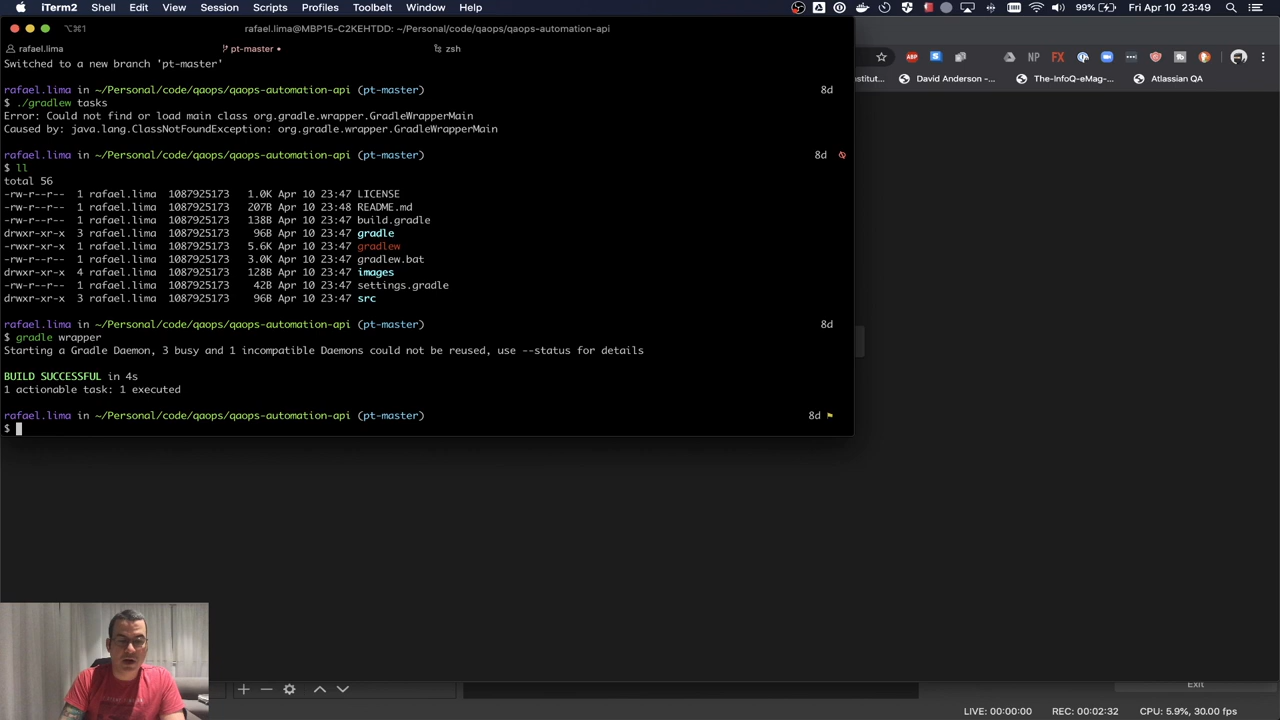 iTerm2 Shell Edit View Session Scripts Profiles Toolbelt Window Help 99% Fri Apr 10 23:49
⌥⌘1 rafael.lima@MBP15-C2KEHTDD: ~/Personal/code/qaops/qaops-automation-api
rafael.lima pt-master zsh
Switched to a new branch 'pt-master'
rafael.lima in ~/Personal/code/qaops/qaops-automation-api (pt-master) 8d
$ ./gradlew tasks
Error: Could not find or load main class org.gradle.wrapper.GradleWrapperMain
Caused by: java.lang.ClassNotFoundException: org.gradle.wrapper.GradleWrapperMain
rafael.lima in ~/Personal/code/qaops/qaops-automation-api (pt-master) 8d
$ ll
total 56
-rw-r--r-- 1 rafael.lima 1087925173 1.0K Apr 10 23:47 LICENSE
-rw-r--r-- 1 rafael.lima 1087925173 207B Apr 10 23:48 README.md
-rw-r--r-- 1 rafael.lima 1087925173 138B Apr 10 23:47 build.gradle
drwxr-xr-x 3 rafael.lima 1087925173 96B Apr 10 23:47 gradle
-rwxr-xr-x 1 rafael.lima 1087925173 5.6K Apr 10 23:47 gradlew
-rw-r--r-- 1 rafael.lima 1087925173 3.0K Apr 10 23:47 gradlew.bat
drwxr-xr-x 4 rafael.lima 1087925173 128B Apr 10 23:47 images
-rw-r--r-- 1 rafael.lima 1087925173 42B Apr 10 23:47 settings.gradle
drwxr-xr-x 3 rafael.lima 1087925173 96B Apr 10 23:47 src
rafael.lima in ~/Personal/code/qaops/qaops-automation-api (pt-master) 8d
$ gradle wrapper
Starting a Gradle Daemon, 3 busy and 1 incompatible Daemons could not be reused, use --status for details
BUILD SUCCESSFUL in 4s
1 actionable task: 1 executed
rafael.lima in ~/Personal/code/qaops/qaops-automation-api (pt-master) 8d
$
ABP NP FX
institut... David Anderson -... The-InfoQ-eMag-... Atlassian QA
Exit
LIVE: 00:00:00 REC: 00:02:32 CPU: 5.9%, 30.00 fps